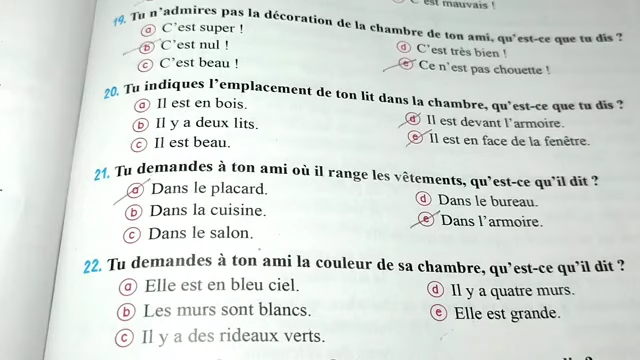 est mauvais !
19. Tu n'admires pas la décoration de la chambre de ton ami, qu'est-ce que tu dis ?
a C'est super !
b C'est nul !
c C'est beau !
d C'est très bien !
e Ce n'est pas chouette !
20. Tu indiques l'emplacement de ton lit dans la chambre, qu'est-ce que tu dis ?
a Il est en bois.
b Il y a deux lits.
c Il est beau.
d Il est devant l'armoire.
e Il est en face de la fenêtre.
21. Tu demandes à ton ami où il range les vêtements, qu'est-ce qu'il dit ?
a Dans le placard.
b Dans la cuisine.
c Dans le salon.
d Dans le bureau.
e Dans l'armoire.
22. Tu demandes à ton ami la couleur de sa chambre, qu'est-ce qu'il dit ?
a Elle est en bleu ciel.
b Les murs sont blancs.
c Il y a des rideaux verts.
d Il y a quatre murs.
e Elle est grande.